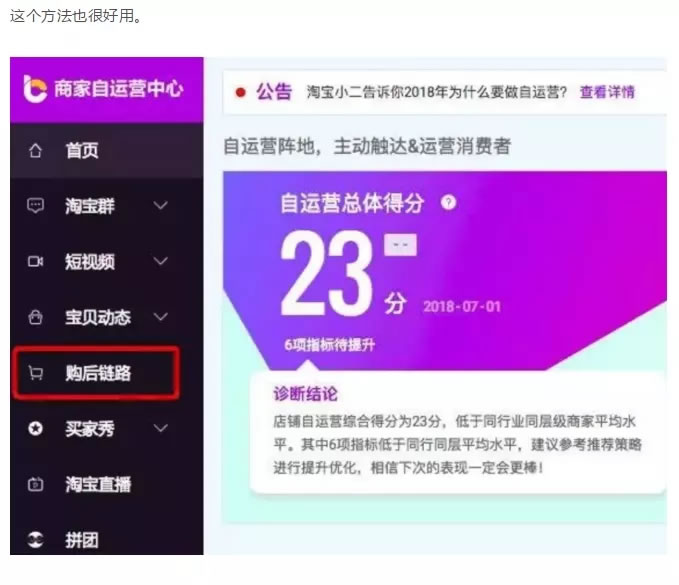 这个方法也很好用。
商家自运营中心
首页
淘宝群
短视频
宝贝动态
购后链路
买家秀
淘宝直播
拼团
公告 淘宝小二告诉你2018年为什么要做自运营? 查看详情
自运营阵地,主动触达&运营消费者
自运营总体得分 ?
23分 -- 2018-07-01
6项指标待提升
诊断结论
店铺自运营综合得分为23分,低于同行业同层级商家平均水
平。其中6项指标低于同行同层平均水平,建议参考推荐策略
进行提升优化,相信下次的表现一定会更棒!